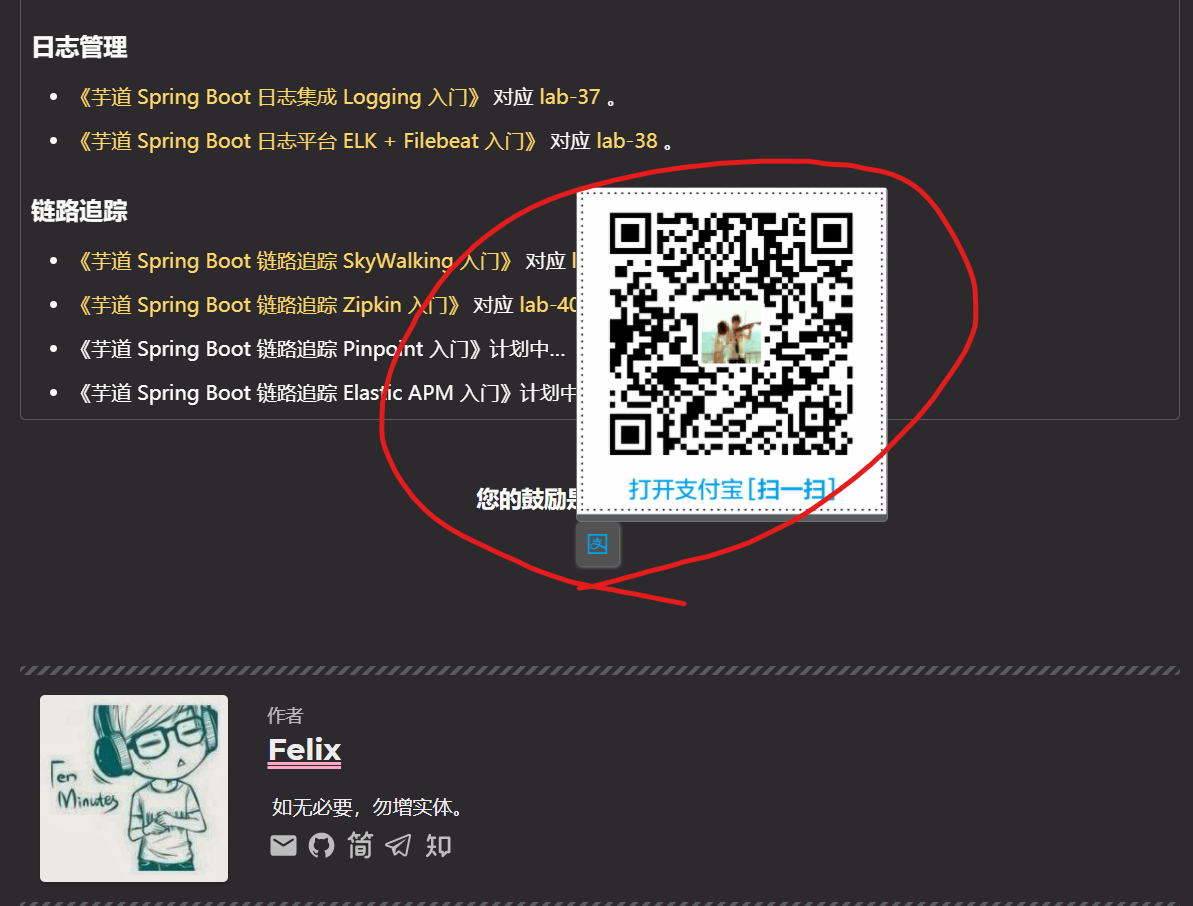 日志管理
《芋道 Spring Boot 日志集成 Logging 入门》 对应 lab-37 。
《芋道 Spring Boot 日志平台 ELK + Filebeat 入门》 对应 lab-38 。
链路追踪
《芋道 Spring Boot 链路追踪 SkyWalking 入门》 对应
《芋道 Spring Boot 链路追踪 Zipkin 入门》 对应 lab-40
《芋道 Spring Boot 链路追踪 Pinpoint 入门》计划中...
《芋道 Spring Boot 链路追踪 Elastic APM 入门》计划中
打开支付宝[扫一扫]
您的鼓励是
支
作者
Felix
Ten
Minutes
如无必要，勿增实体。
简
知